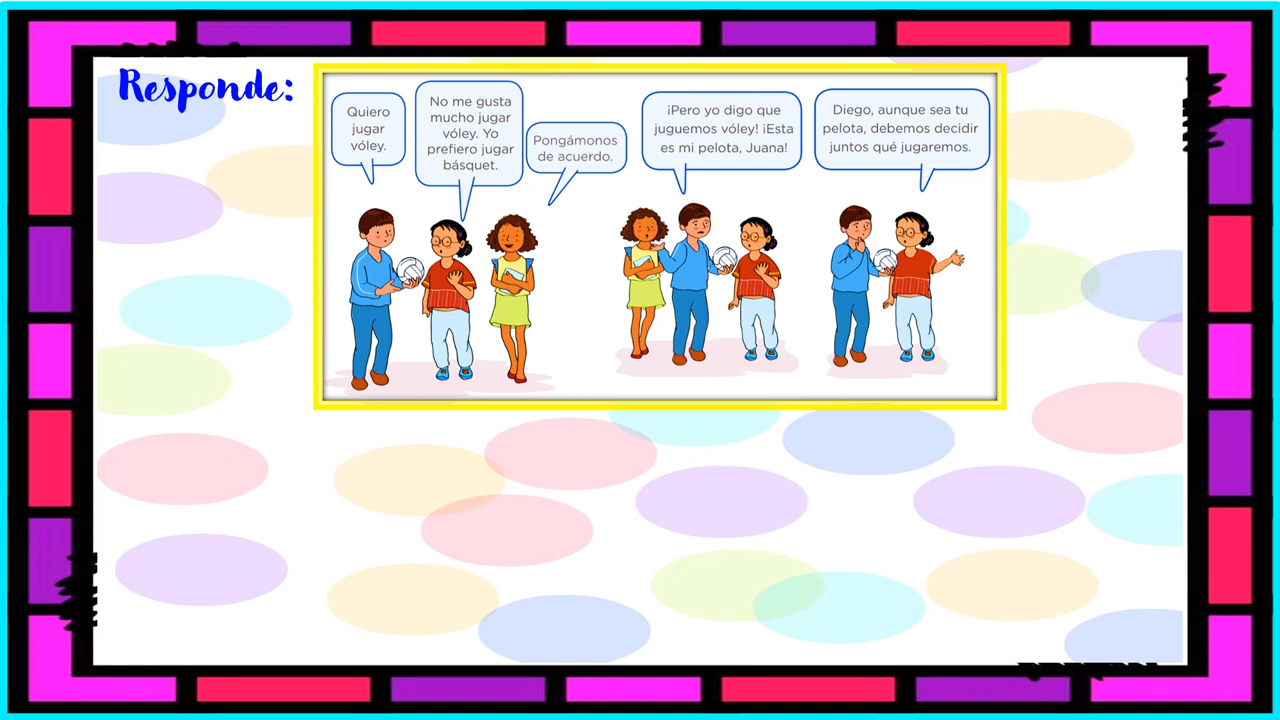 Responde:
Quiero
jugar
vóley.
No me gusta
mucho jugar
vóley. Yo
prefiero jugar
básquet.
Pongámonos
de acuerdo.
¡Pero yo digo que
juguemos vóley! ¡Esta
es mi pelota, Juana!
Diego, aunque sea tu
pelota, debemos decidir
juntos qué jugaremos.